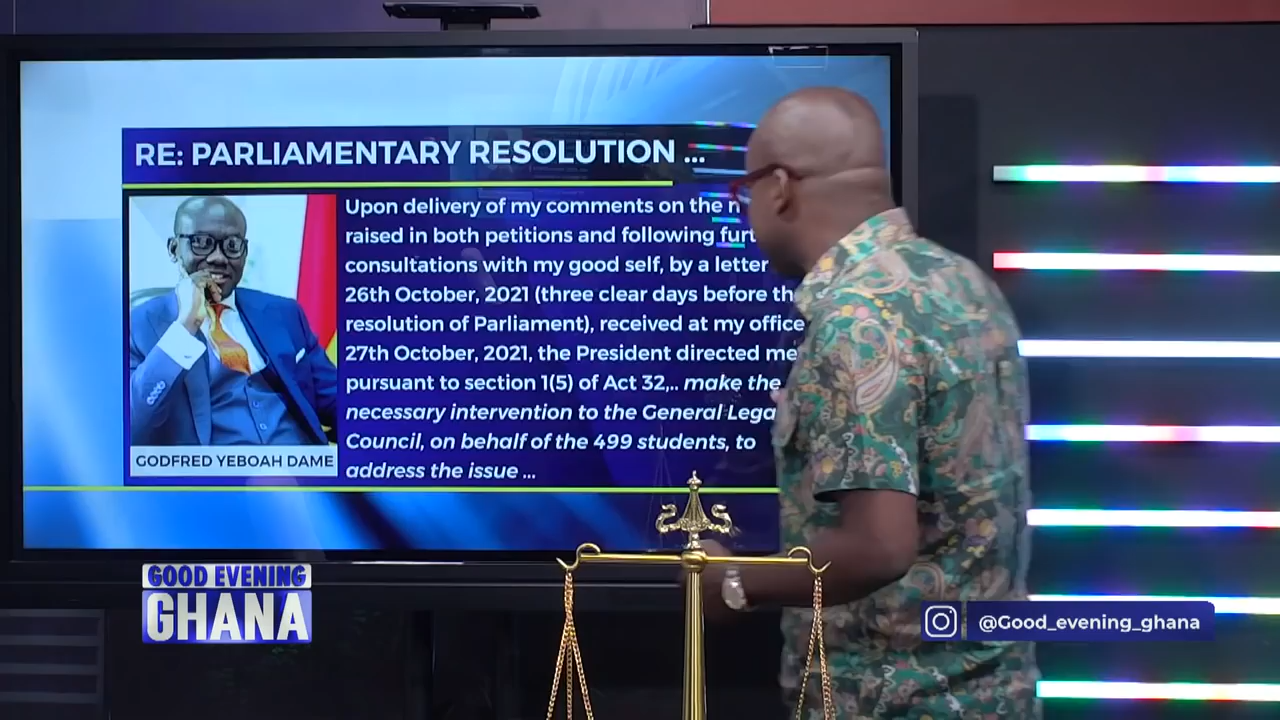 RE: PARLIAMENTARY RESOLUTION ...
Upon delivery of my comments on the
raised in both petitions and following
consultations with my good self, by a letter
26th October, 2021 (three clear days before
resolution of Parliament), received at my office
27th October, 2021, the President directed me
pursuant to section 1(5) of Act 32,.. make the
necessary intervention to the General
Council, on behalf of the 499 students, to
address the issue ...
GODFRED YEBOAH DAME
GOOD EVENING
GHANA
@Good_evening_ghana